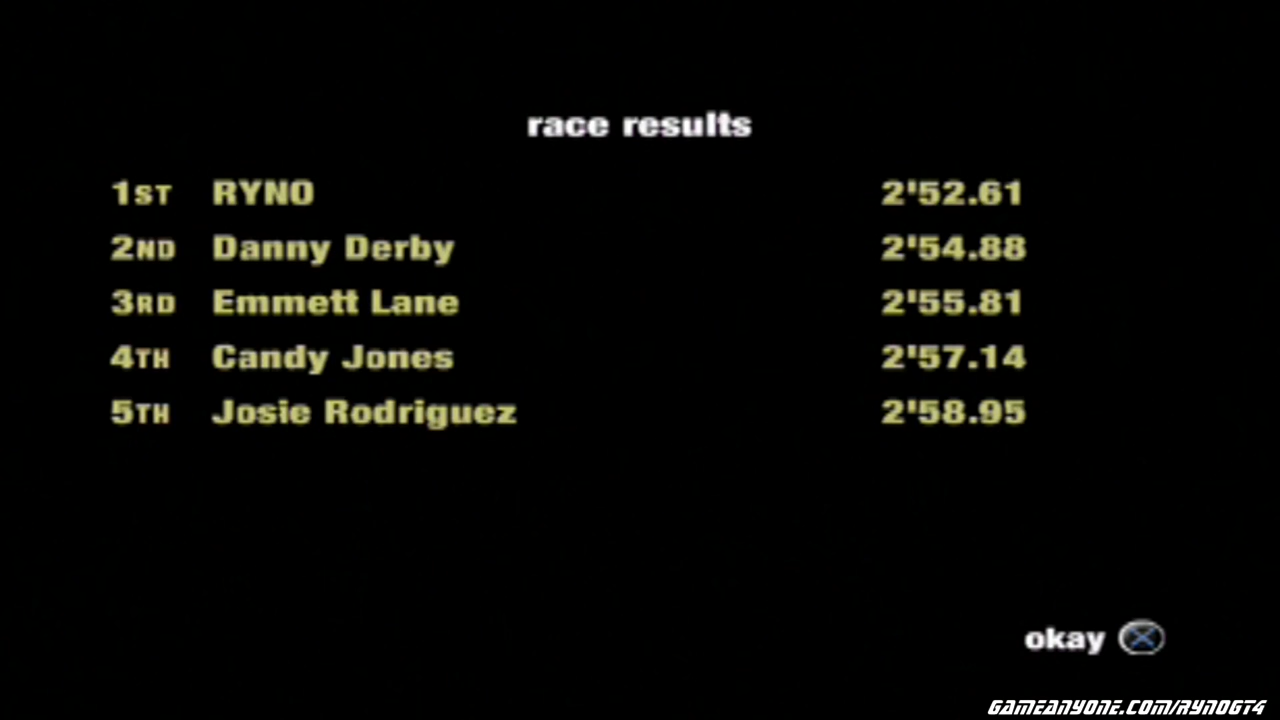 race results
1ST RYNO 2'52.61
2ND Danny Derby 2'54.88
3RD Emmett Lane 2'55.81
4TH Candy Jones 2'57.14
5TH Josie Rodriguez 2'58.95
okay
GAMEANYONE.COM/RYNOGT4